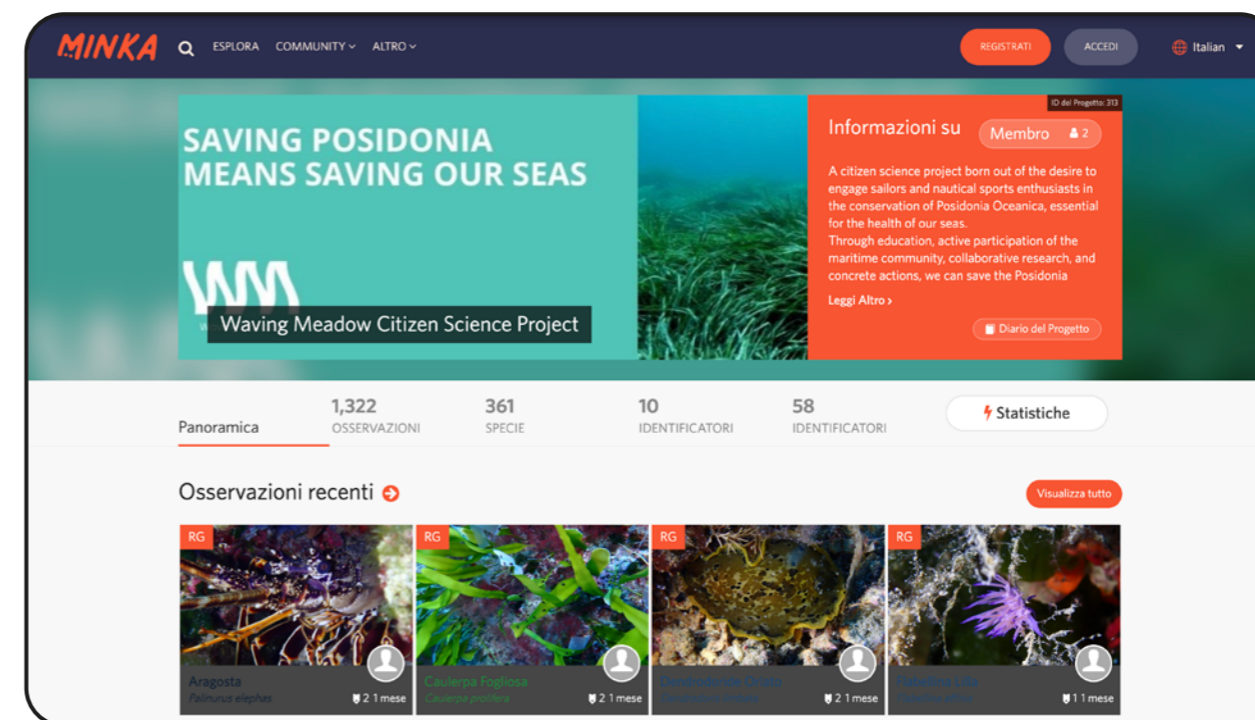 MINKA
ESPLORA COMMUNITY ALTRO
REGISTRATI ACCEDI Italian
SAVING POSIDONIA
MEANS SAVING OUR SEAS
WM
Waving Meadow Citizen Science Project
ID del Progetto: 313
Informazioni su
Membro 2
A citizen science project born out of the desire to
engage sailors and nautical sports enthusiasts in
the conservation of Posidonia Oceanica, essential
for the health of our seas.
Through education, active participation of the
maritime community, collaborative research, and
concrete actions, we can save the Posidonia
Leggi Altro ›
Diario del Progetto
Panoramica
1,322
OSSERVAZIONI
361
SPECIE
10
IDENTIFICATORI
58
IDENTIFICATORI
Statistiche
Osservazioni recenti
Visualizza tutto
RG
Aragosta
Palinurus elephas
2 1 mese
RG
Caulerpa Fogliosa
Caulerpa prolifera
2 1 mese
RG
Dendrodoride Orlato
2 1 mese
RG
1 1 mese